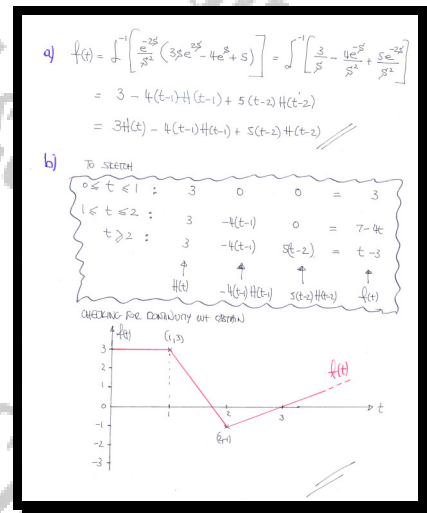 a) f(t) = ℒ⁻¹[e^(-2s)/s² (3se^(2s) - 4e^s + 5)] = ℒ⁻¹[3/s - 4e^(-s)/s² + 5e^(-2s)/s²]
= 3 - 4(t-1)H(t-1) + 5(t-2)H(t-2)
= 3H(t) - 4(t-1)H(t-1) + 5(t-2)H(t-2)
b) TO SKETCH
0 ≤ t ≤ 1 : 3 0 0 = 3
1 ≤ t ≤ 2 : 3 -4(t-1) 0 = 7-4t
t ≥ 2 : 3 -4(t-1) 5(t-2) = t-3
↑ ↑ ↑ ↑
H(t) -4(t-1)H(t-1) 5(t-2)H(t-2) f(t)
CHECKING FOR CONTINUITY WE OBTAIN
f(t)
(1,3)
3
2
1
0
-1
-2
-3
1 2 3 t
(2,-1)
f(t)